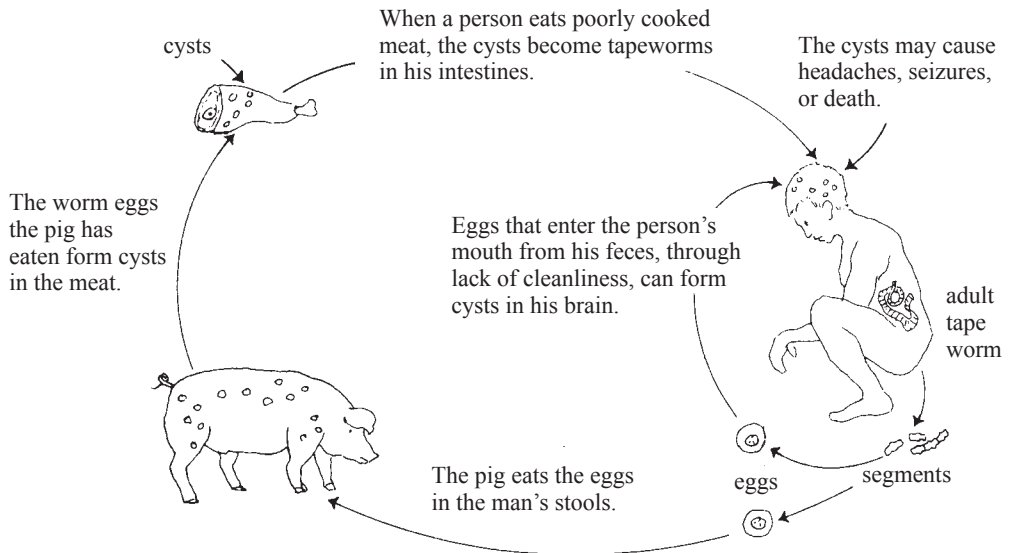 When a person eats poorly cooked
meat, the cysts become tapeworms
in his intestines.
cysts
The cysts may cause
headaches, seizures,
or death.
The worm eggs
the pig has
eaten form cysts
in the meat.
Eggs that enter the person's
mouth from his feces, through
lack of cleanliness, can form
cysts in his brain.
adult
tape
worm
The pig eats the eggs
in the man's stools.
eggs
segments